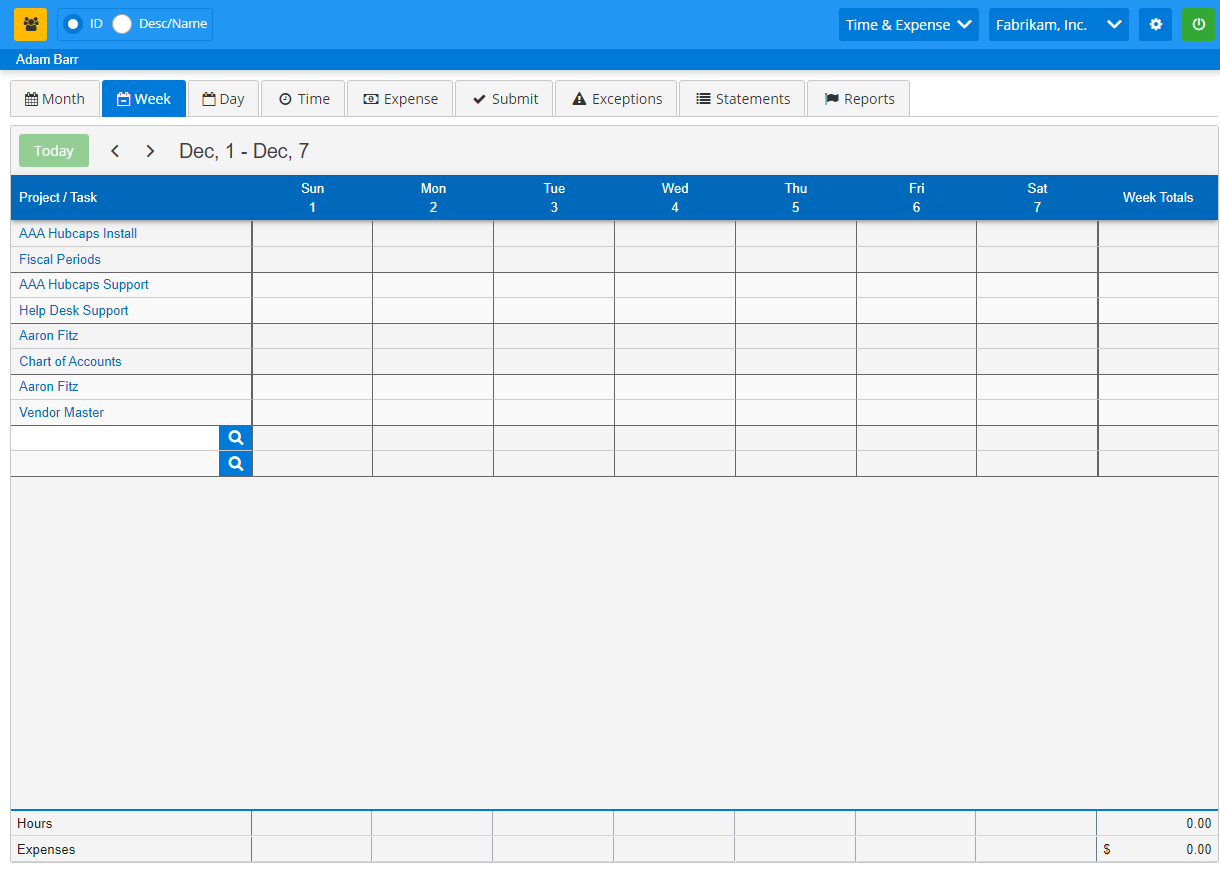 ID Desc/Name Time & Expense Fabrikam, Inc.
Adam Barr
Month Week Day Time Expense Submit Exceptions Statements Reports
Today Dec, 1 - Dec, 7
Project / Task Sun Mon Tue Wed Thu Fri Sat Week Totals
1 2 3 4 5 6 7
AAA Hubcaps Install
Fiscal Periods
AAA Hubcaps Support
Help Desk Support
Aaron Fitz
Chart of Accounts
Aaron Fitz
Vendor Master
Hours 0.00
Expenses $ 0.00